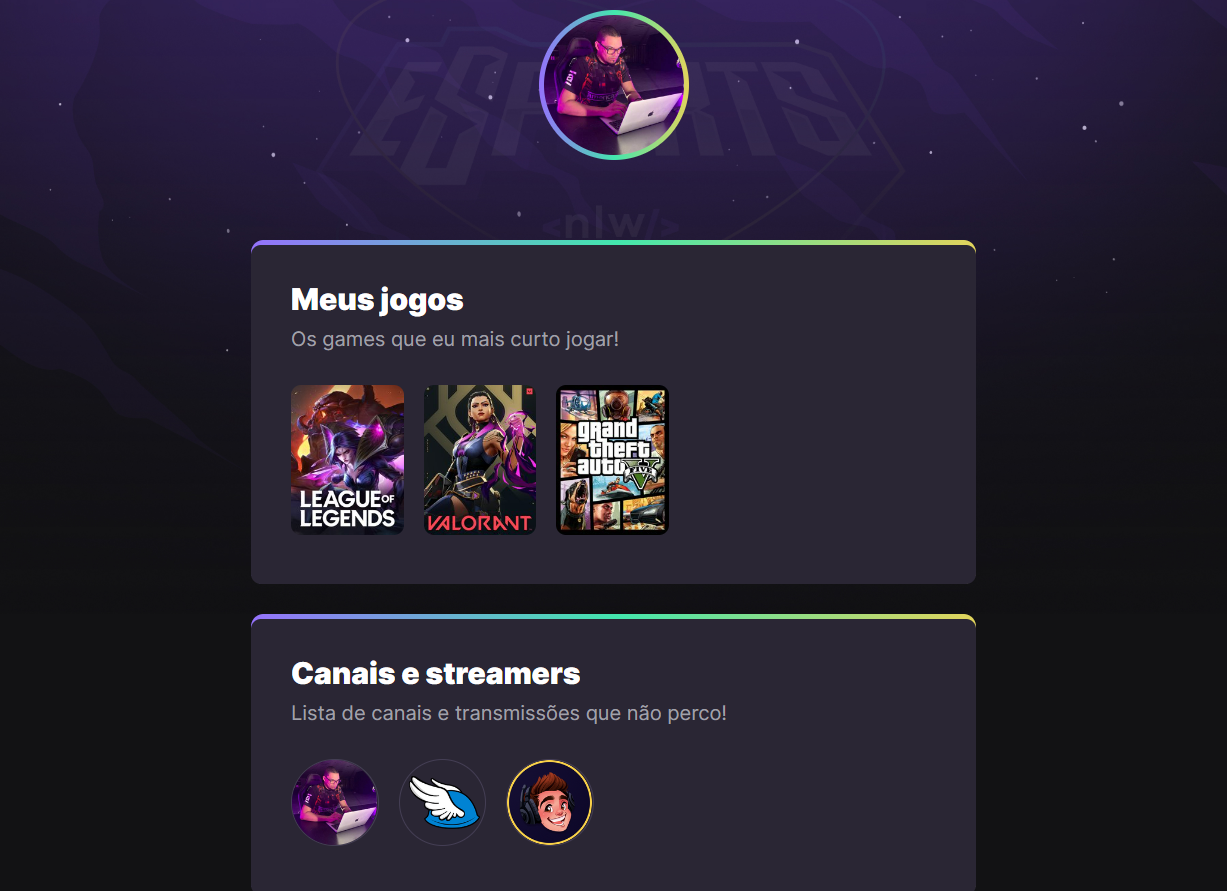 ESPORTS
<nlw/>
Meus jogos
Os games que eu mais curto jogar!
LEAGUE OF
LEGENDS
VALORANT
grand
theft
auto V
FIVE
Canais e streamers
Lista de canais e transmissões que não perco!